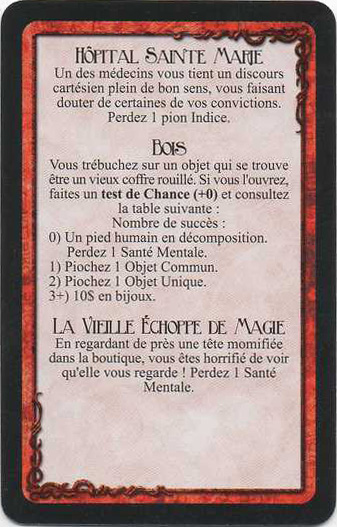 Hôpital Sainte Marie
Un des médecins vous tient un discours
cartésien plein de bon sens, vous faisant
douter de certaines de vos convictions.
Perdez 1 pion Indice.
Bois
Vous trébuchez sur un objet qui se trouve
être un vieux coffre rouillé. Si vous l'ouvrez,
faites un test de Chance (+0) et consultez
la table suivante :
Nombre de succès :
0) Un pied humain en décomposition.
Perdez 1 Santé Mentale.
1) Piochez 1 Objet Commun.
2) Piochez 1 Objet Unique.
3+) 10$ en bijoux.
La Vieille Échoppe de Magie
En regardant de près une tête momifiée
dans la boutique, vous êtes horrifié de voir
qu'elle vous regarde ! Perdez 1 Santé
Mentale.